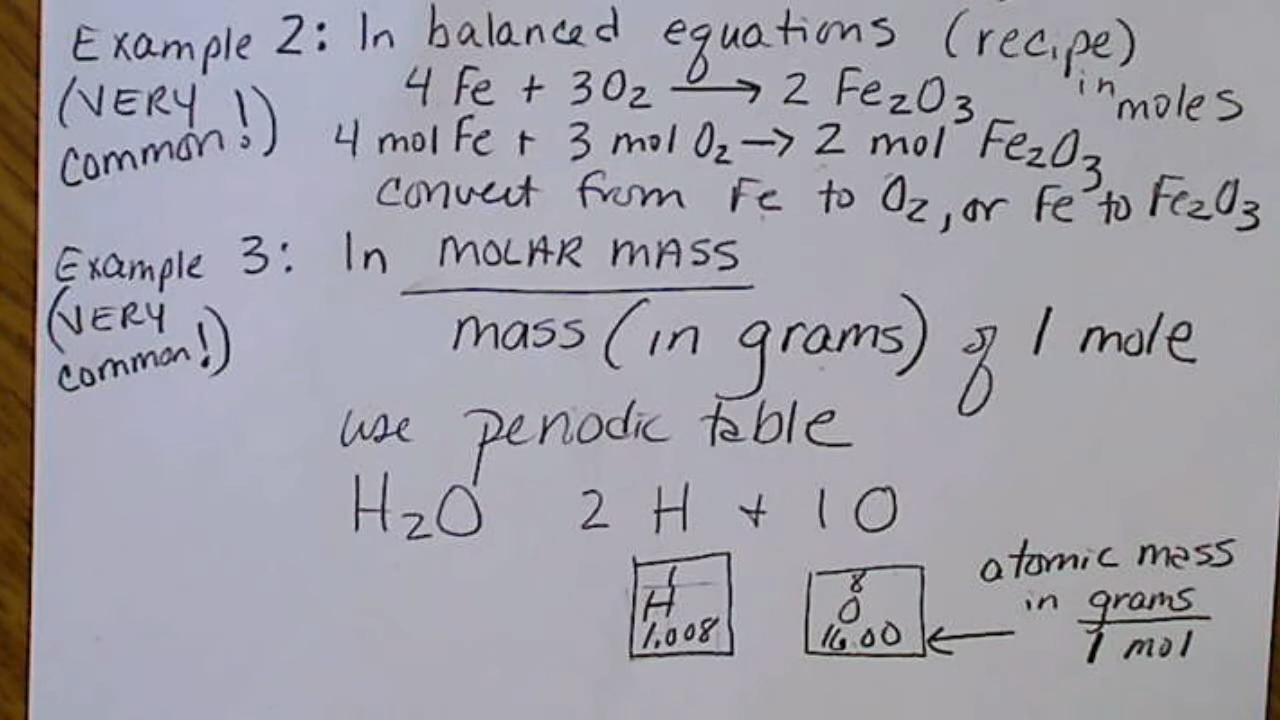 Example 2: In balanced equations (recipe)
(VERY common!)
in moles
4 Fe + 3O₂ → 2 Fe₂O₃
4 mol Fe + 3 mol O₂ → 2 mol Fe₂O₃
convert from Fe to O₂, or Fe to Fe₂O₃
Example 3: In MOLAR MASS
(VERY common!)
mass (in grams) of 1 mole
use periodic table
H₂O 2 H + 1 O
1
H
1.008
8
O
16.00
← atomic mass
in grams
1 mol